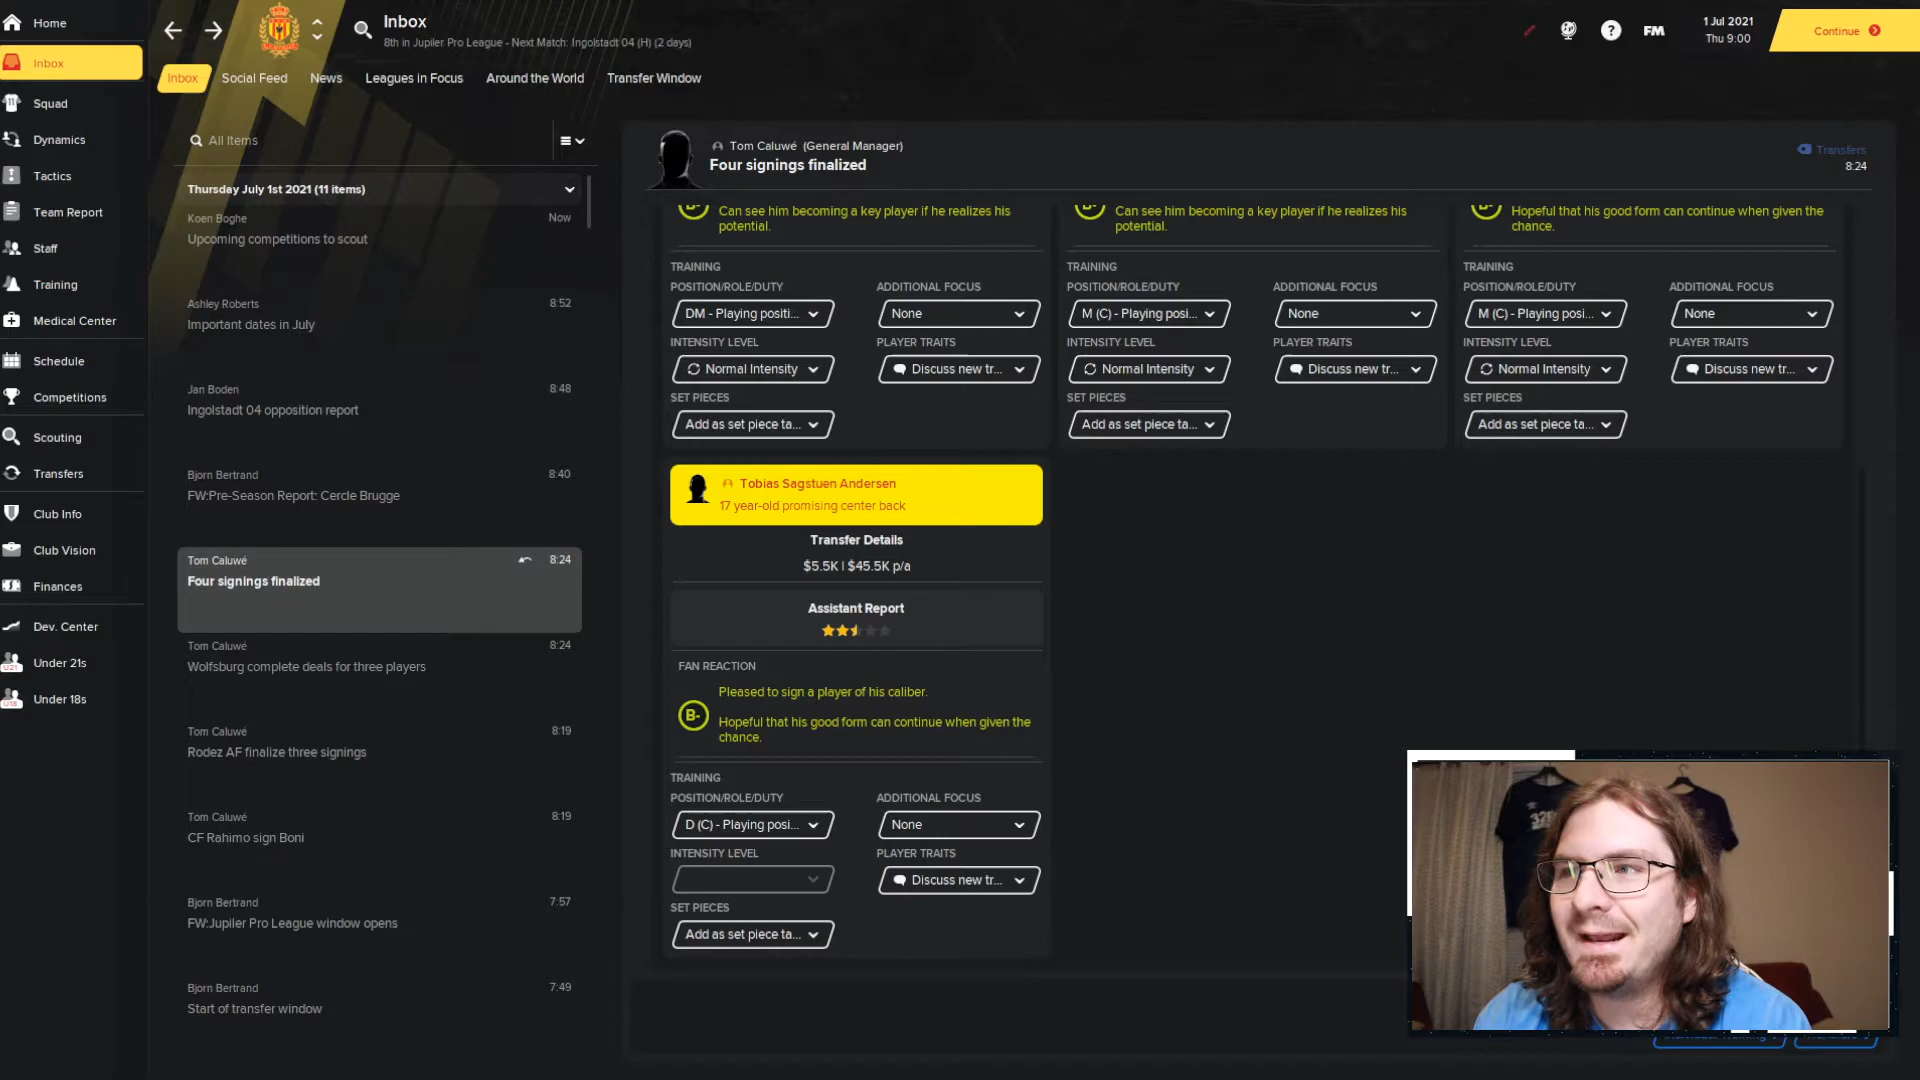 Home
Inbox
Squad
Dynamics
Tactics
Team Report
Staff
Training
Medical Center
Schedule
Competitions
Scouting
Transfers
Club Info
Club Vision
Finances
Dev. Center
Under 21s
Under 18s
Inbox
8th in Jupiler Pro League - Next Match: Ingolstadt 04 (H) (2 days)
FM
1 Jul 2021
Thu 9:00
Continue
Inbox
Social Feed
News
Leagues in Focus
Around the World
Transfer Window
All Items
Thursday July 1st 2021 (11 items)
Koen Boghe
Now
Upcoming competitions to scout
Ashley Roberts
8:52
Important dates in July
Jan Boden
8:48
Ingolstadt 04 opposition report
Bjorn Bertrand
8:40
FW:Pre-Season Report: Cercle Brugge
Tom Caluwé
8:24
Four signings finalized
Tom Caluwé
8:24
Wolfsburg complete deals for three players
Tom Caluwé
8:19
Rodez AF finalize three signings
Tom Caluwé
8:19
CF Rahimo sign Boni
Bjorn Bertrand
7:57
FW:Jupiler Pro League window opens
Bjorn Bertrand
7:49
Start of transfer window
Tom Caluwé (General Manager)
Four signings finalized
Transfers
8:24
B-
Can see him becoming a key player if he realizes his
potential.
TRAINING
POSITION/ROLE/DUTY
ADDITIONAL FOCUS
DM - Playing positi...
None
INTENSITY LEVEL
PLAYER TRAITS
Normal Intensity
Discuss new tr...
SET PIECES
Add as set piece ta...
B-
Can see him becoming a key player if he realizes his
potential.
TRAINING
POSITION/ROLE/DUTY
ADDITIONAL FOCUS
M (C) - Playing posi...
None
INTENSITY LEVEL
PLAYER TRAITS
Normal Intensity
Discuss new tr...
SET PIECES
Add as set piece ta...
B-
Hopeful that his good form can continue when given the
chance.
TRAINING
POSITION/ROLE/DUTY
ADDITIONAL FOCUS
M (C) - Playing posi...
None
INTENSITY LEVEL
PLAYER TRAITS
Normal Intensity
Discuss new tr...
SET PIECES
Add as set piece ta...
Tobias Sagstuen Andersen
17 year-old promising center back
Transfer Details
$5.5K | $45.5K p/a
Assistant Report
FAN REACTION
B-
Pleased to sign a player of his caliber.
Hopeful that his good form can continue when given the
chance.
TRAINING
POSITION/ROLE/DUTY
ADDITIONAL FOCUS
D (C) - Playing posi...
None
INTENSITY LEVEL
PLAYER TRAITS
Discuss new tr...
SET PIECES
Add as set piece ta...